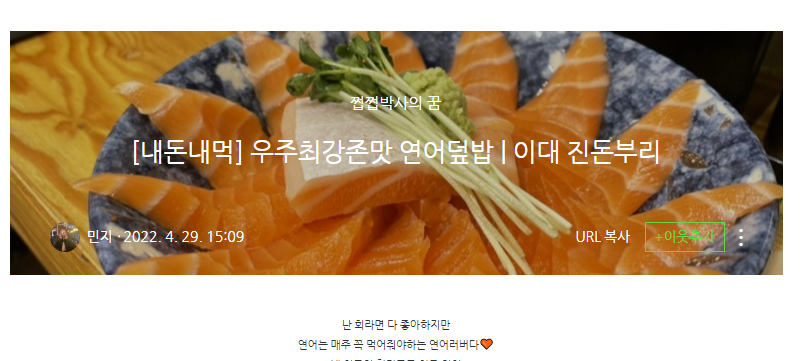 쩝쩝박사의 꿈
[내돈내먹] 우주최강존맛 연어덮밥 | 이대 진돈부리
민지 · 2022. 4. 29. 15:09
URL 복사
+이웃추가
난 회라면 다 좋아하지만
연어는 매주 꼭 먹어줘야하는 연어러버다🧡